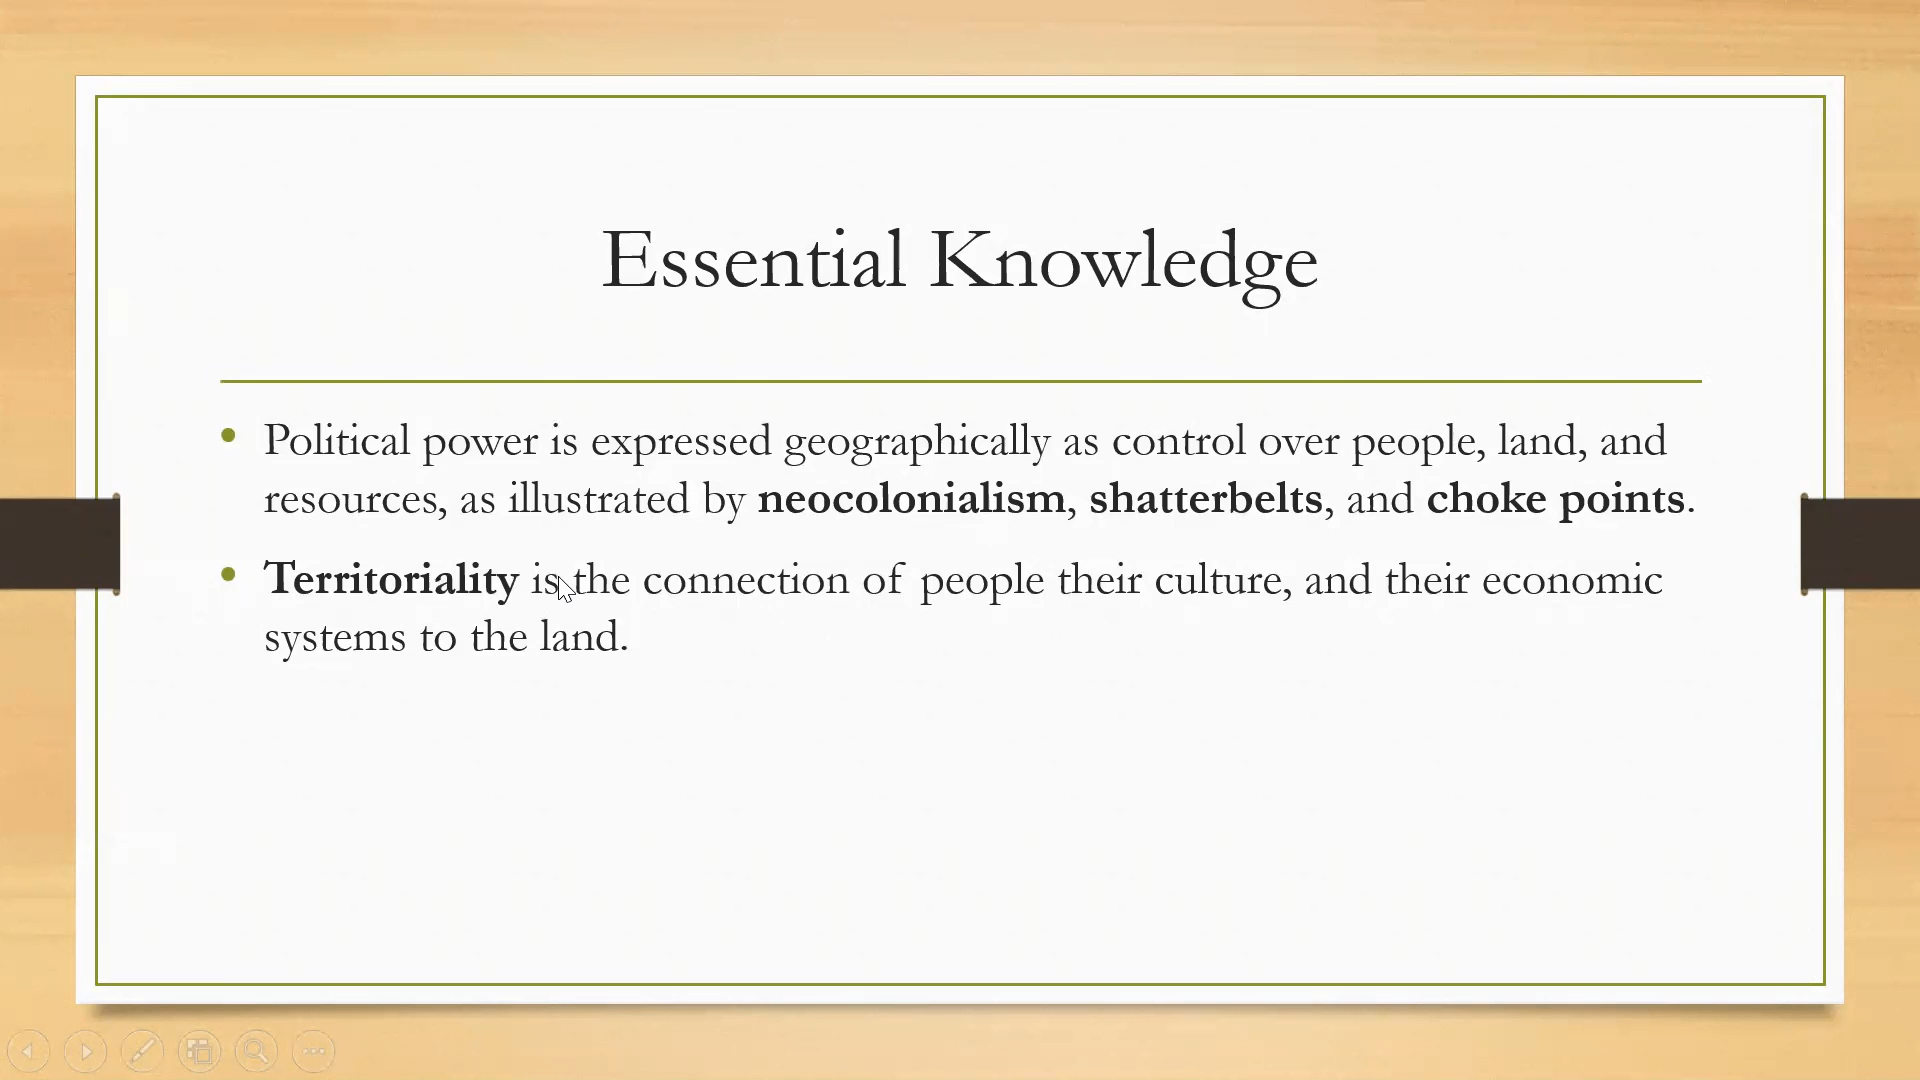 Essential Knowledge
• Political power is expressed geographically as control over people, land, and
resources, as illustrated by neocolonialism, shatterbelts, and choke points.
• Territoriality is the connection of people their culture, and their economic
systems to the land.